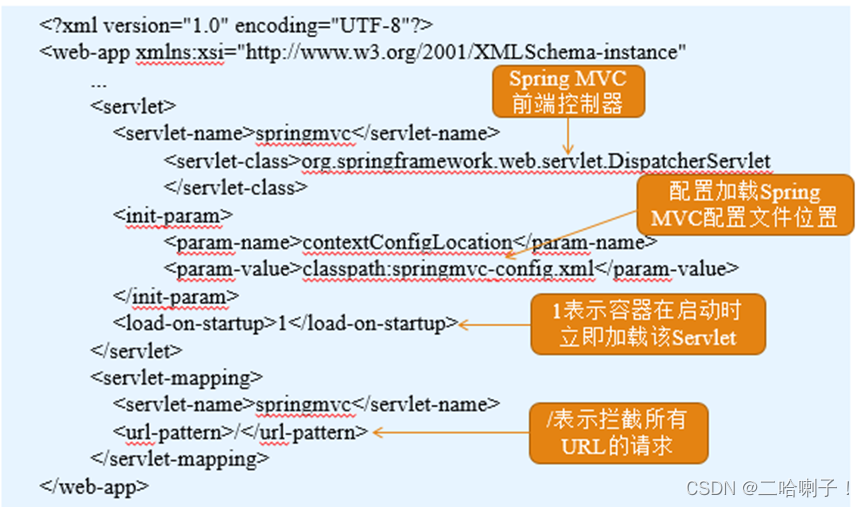 <?xml version="1.0" encoding="UTF-8"?>
<web-app xmlns:xsi="http://www.w3.org/2001/XMLSchema-instance"
...
Spring MVC
前端控制器
<servlet>
<servlet-name>springmvc</servlet-name>
<servlet-class>org.springframework.web.servlet.DispatcherServlet
</servlet-class>
配置加载Spring
MVC配置文件位置
<init-param>
<param-name>contextConfigLocation</param-name>
<param-value>classpath:springmvc-config.xml</param-value>
</init-param>
<load-on-startup>1</load-on-startup>
1表示容器在启动时
立即加载该Servlet
</servlet>
<servlet-mapping>
<servlet-name>springmvc</servlet-name>
<url-pattern>/</url-pattern>
/表示拦截所有
URL的请求
</servlet-mapping>
</web-app>
CSDN @二哈喇子！